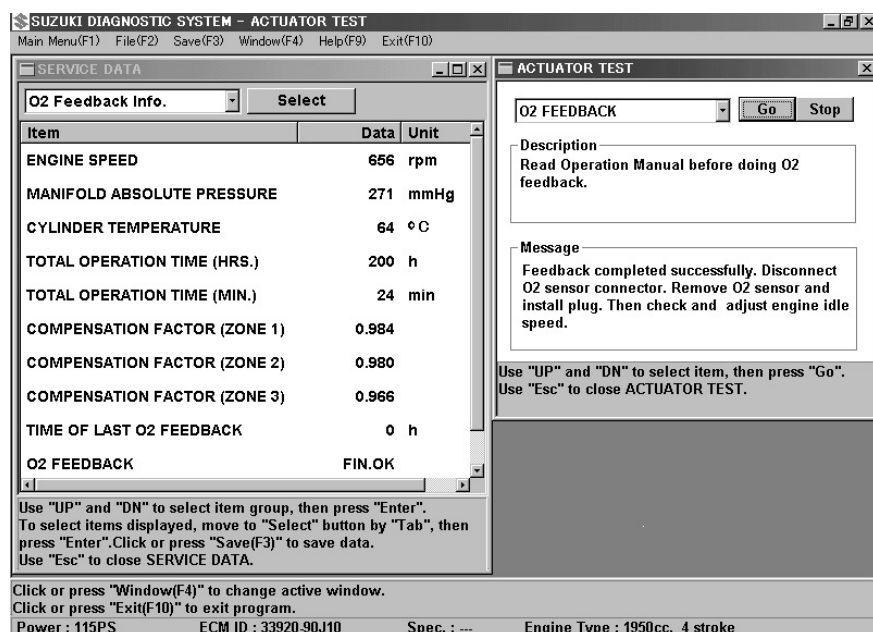 SUZUKI DIAGNOSTIC SYSTEM - ACTUATOR TEST
Main Menu(F1) File(F2) Save(F3) Window(F4) Help(F9) Exit(F10)
SERVICE DATA
O2 Feedback Info. Select
Item Data Unit
ENGINE SPEED 656 rpm
MANIFOLD ABSOLUTE PRESSURE 271 mmHg
CYLINDER TEMPERATURE 64 °C
TOTAL OPERATION TIME (HRS.) 200 h
TOTAL OPERATION TIME (MIN.) 24 min
COMPENSATION FACTOR (ZONE 1) 0.984
COMPENSATION FACTOR (ZONE 2) 0.980
COMPENSATION FACTOR (ZONE 3) 0.966
TIME OF LAST O2 FEEDBACK 0 h
O2 FEEDBACK FIN.OK
Use "UP" and "DN" to select item group, then press "Enter".
To select items displayed, move to "Select" button by "Tab", then
press "Enter".Click or press "Save(F3)" to save data.
Use "Esc" to close SERVICE DATA.
ACTUATOR TEST
O2 FEEDBACK Go Stop
Description
Read Operation Manual before doing O2
feedback.
Message
Feedback completed successfully. Disconnect
O2 sensor connector. Remove O2 sensor and
install plug. Then check and adjust engine idle
speed.
Use "UP" and "DN" to select item, then press "Go".
Use "Esc" to close ACTUATOR TEST.
Click or press "Window(F4)" to change active window.
Click or press "Exit(F10)" to exit program.
Power : 115PS ECM ID : 33920-90J10 Spec. : --- Engine Type : 1950cc, 4 stroke